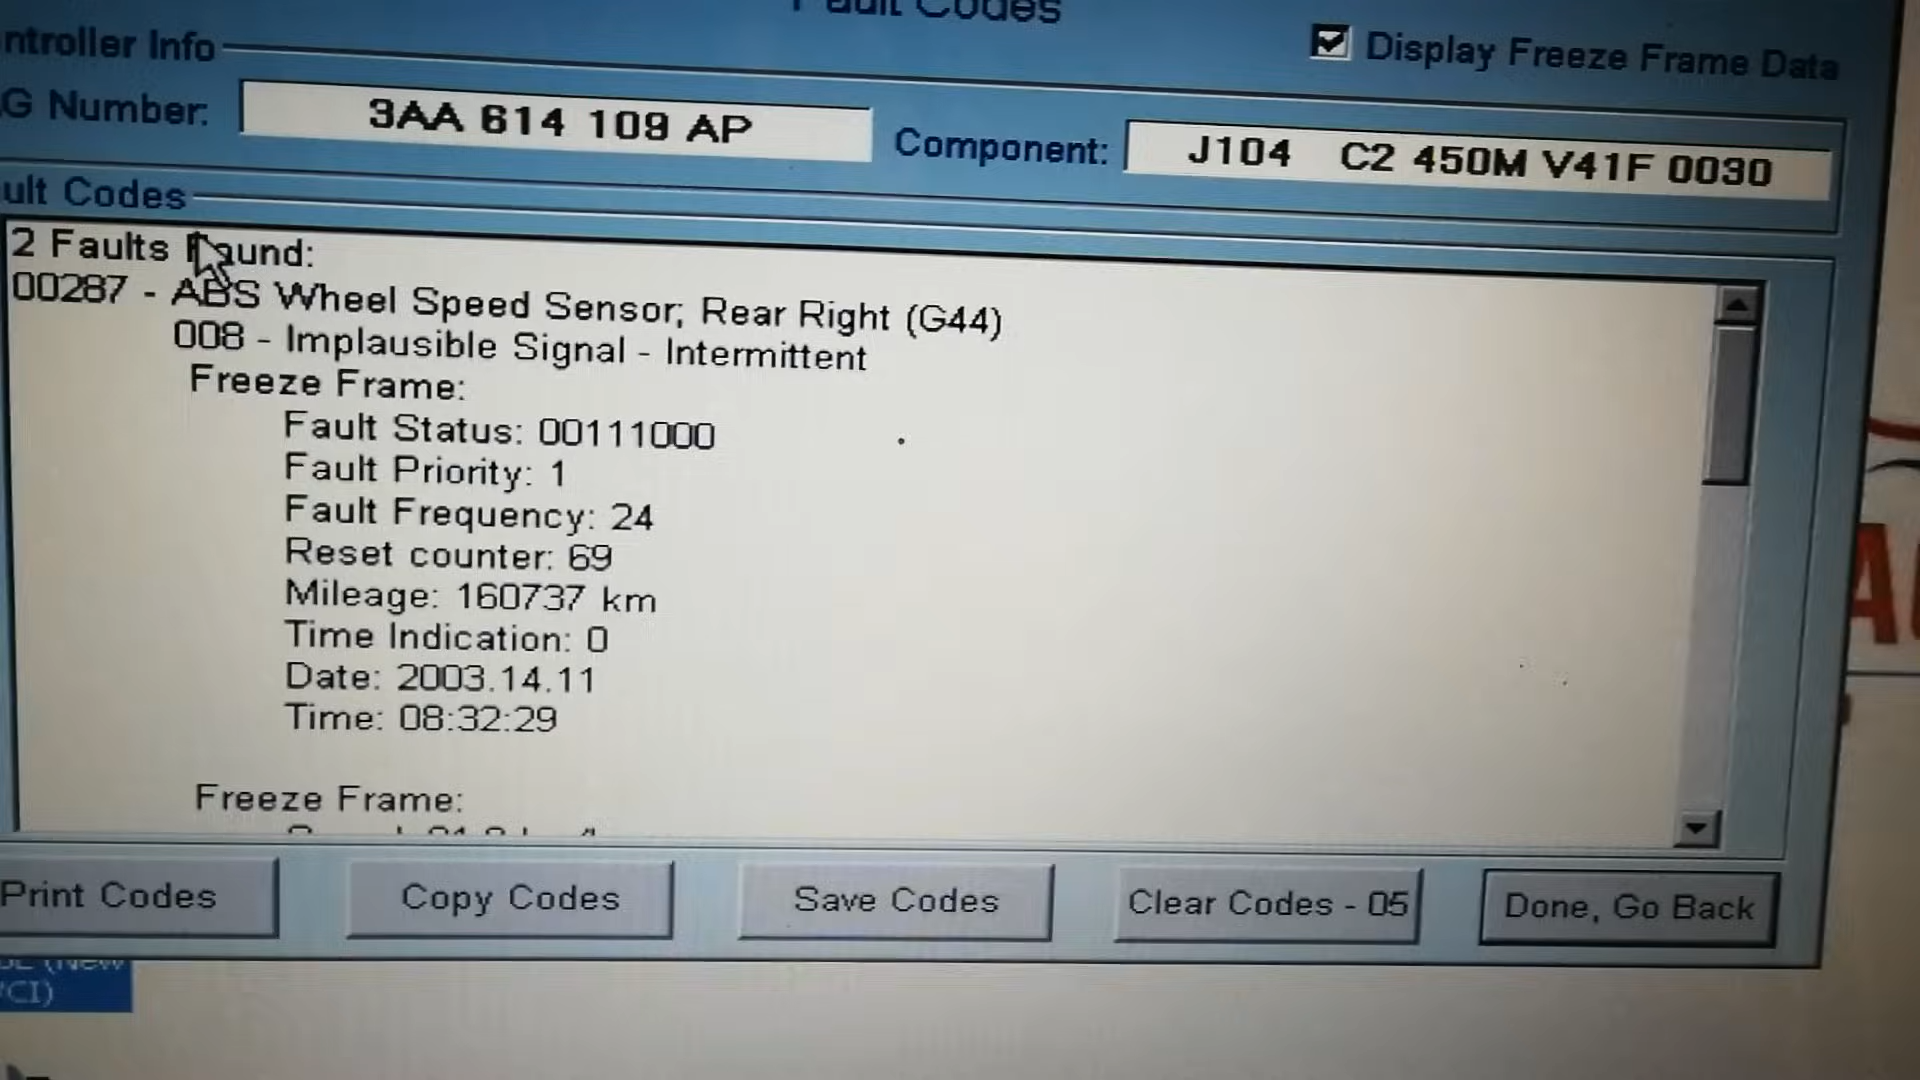 Fault Codes
ntroller Info
Display Freeze Frame Data
G Number:
3AA 614 109 AP
Component:
J104 C2 450M V41F 0030
ult Codes
2 Faults Found:
00287 - ABS Wheel Speed Sensor; Rear Right (G44)
008 - Implausible Signal - Intermittent
Freeze Frame:
Fault Status: 00111000
Fault Priority: 1
Fault Frequency: 24
Reset counter: 69
Mileage: 160737 km
Time Indication: 0
Date: 2003.14.11
Time: 08:32:29
Freeze Frame:
Print Codes
Copy Codes
Save Codes
Clear Codes - 05
Done, Go Back
(New
CI)